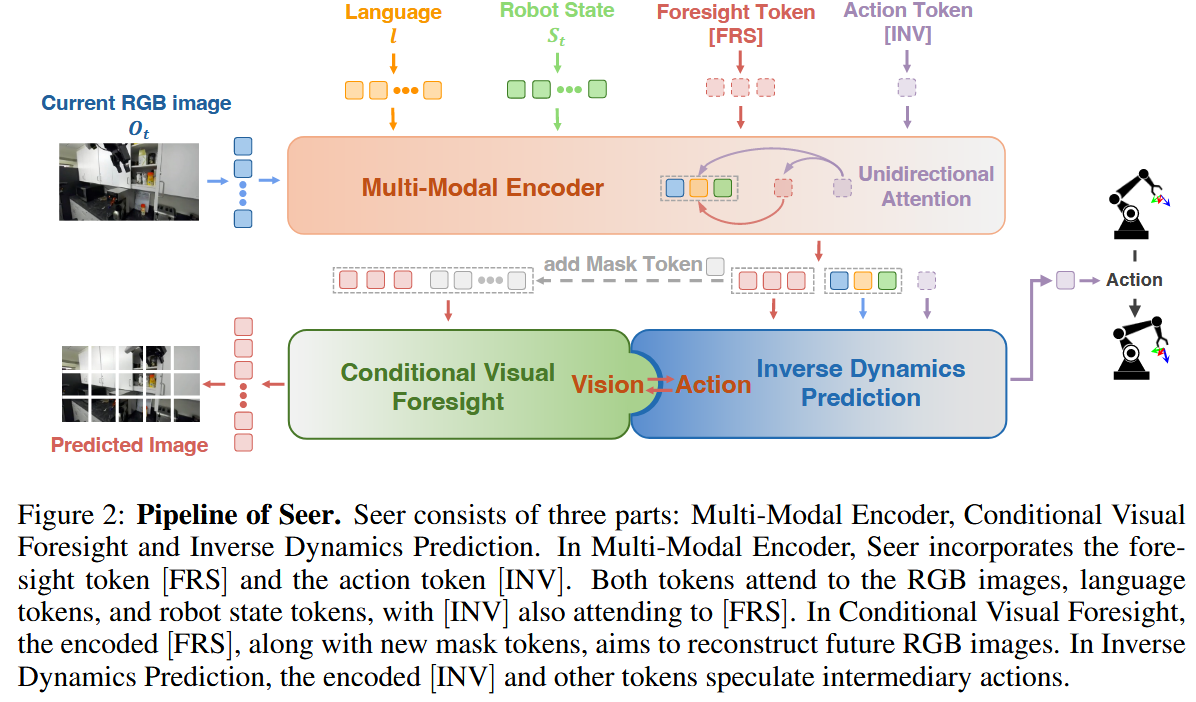 Language
l
Robot State
St
Foresight Token
[FRS]
Action Token
[INV]
Current RGB image
Ot
Multi-Modal Encoder
Unidirectional
Attention
add Mask Token
Action
Conditional Visual
Foresight
Vision
Action
Inverse Dynamics
Prediction
Predicted Image
Figure 2: Pipeline of Seer. Seer consists of three parts: Multi-Modal Encoder, Conditional Visual
Foresight and Inverse Dynamics Prediction. In Multi-Modal Encoder, Seer incorporates the fore-
sight token [FRS] and the action token [INV]. Both tokens attend to the RGB images, language
tokens, and robot state tokens, with [INV] also attending to [FRS]. In Conditional Visual Foresight,
the encoded [FRS], along with new mask tokens, aims to reconstruct future RGB images. In Inverse
Dynamics Prediction, the encoded [INV] and other tokens speculate intermediary actions.